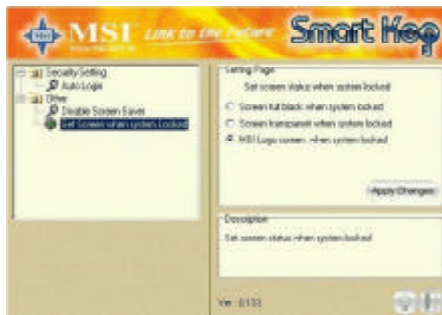 MSI Link to the Future Smart Key
Security Setting
Auto Login
Other
Disable Screen Saver
Set Screen when system Locked
Setting Page
Set screen status when system locked
Screen full black when system locked
Screen transparent when system locked
MSI Logo screen when system locked
Apply Changes
Description
Set screen status when system locked